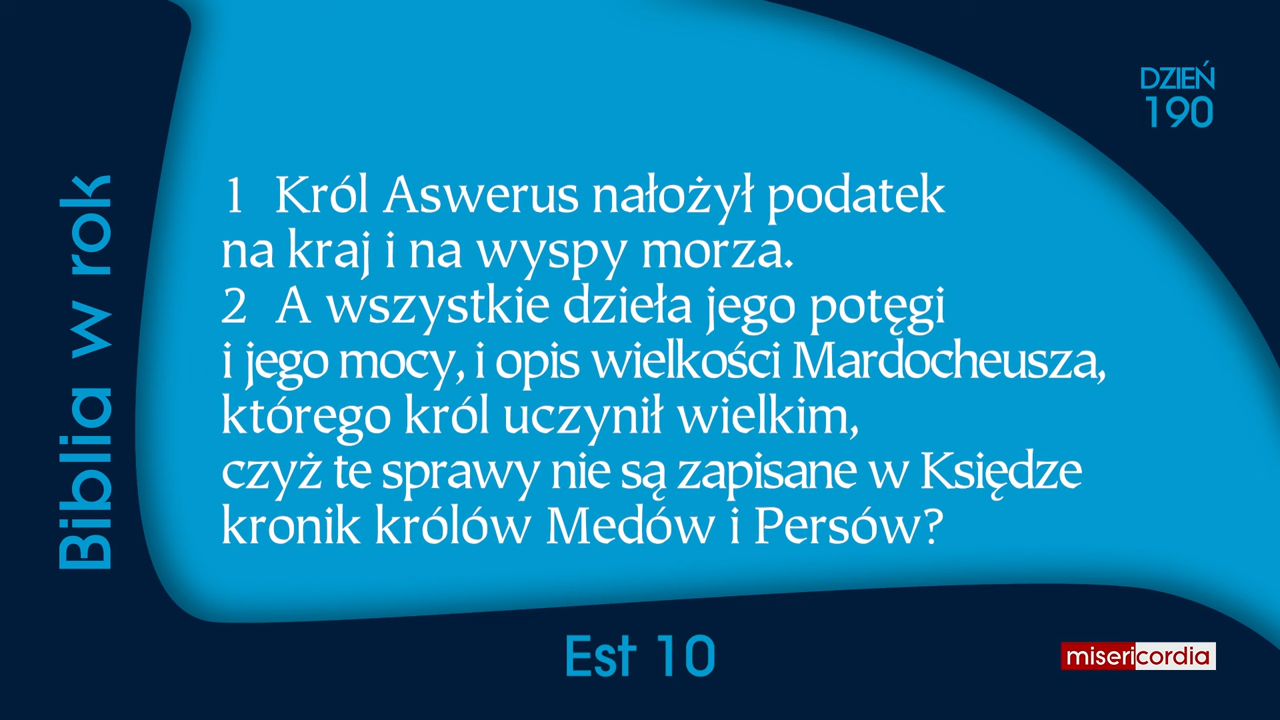 DZIEŃ
190
Biblia w rok
1 Król Aswerus nałożył podatek
na kraj i na wyspy morza.
2 A wszystkie dzieła jego potęgi
i jego mocy, i opis wielkości Mardocheusza,
którego król uczynił wielkim,
czyż te sprawy nie są zapisane w Księdze
kronik królów Medów i Persów?
Est 10
misericordia